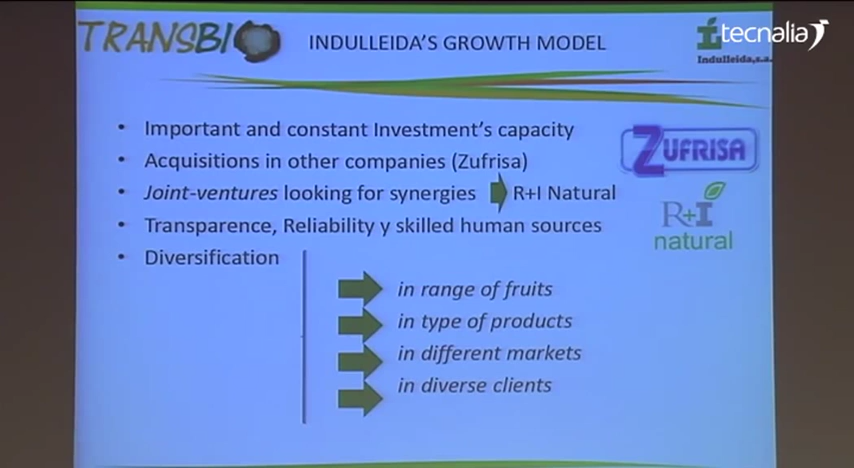 TRANSBIO
INDULLEIDA'S GROWTH MODEL
tecnalia
Indulleida,s.a.
• Important and constant Investment's capacity
• Acquisitions in other companies (Zufrisa)
• Joint-ventures looking for synergies R+I Natural
• Transparence, Reliability y skilled human sources
• Diversification
ZUFRISA
R+I
natural
in range of fruits
in type of products
in different markets
in diverse clients